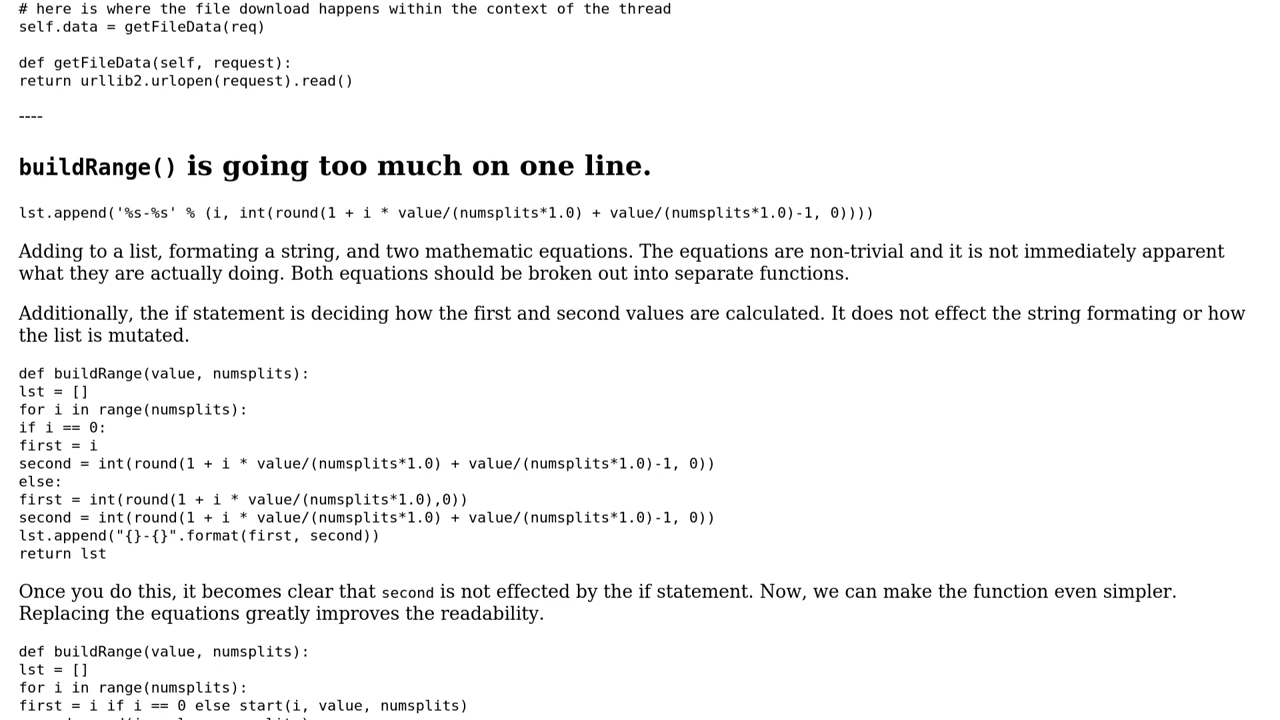 # here is where the file download happens within the context of the thread
self.data = getFileData(req)
def getFileData(self, request):
return urllib2.urlopen(request).read()
----
buildRange() is going too much on one line.
lst.append('%s-%s' % (i, int(round(1 + i * value/(numsplits*1.0) + value/(numsplits*1.0)-1, 0))))
Adding to a list, formating a string, and two mathematic equations. The equations are non-trivial and it is not immediately apparent
what they are actually doing. Both equations should be broken out into separate functions.
Additionally, the if statement is deciding how the first and second values are calculated. It does not effect the string formating or how
the list is mutated.
def buildRange(value, numsplits):
lst = []
for i in range(numsplits):
if i == 0:
first = i
second = int(round(1 + i * value/(numsplits*1.0) + value/(numsplits*1.0)-1, 0))
else:
first = int(round(1 + i * value/(numsplits*1.0),0))
second = int(round(1 + i * value/(numsplits*1.0) + value/(numsplits*1.0)-1, 0))
lst.append("{}-{}".format(first, second))
return lst
Once you do this, it becomes clear that second is not effected by the if statement. Now, we can make the function even simpler.
Replacing the equations greatly improves the readability.
def buildRange(value, numsplits):
lst = []
for i in range(numsplits):
first = i if i == 0 else start(i, value, numsplits)